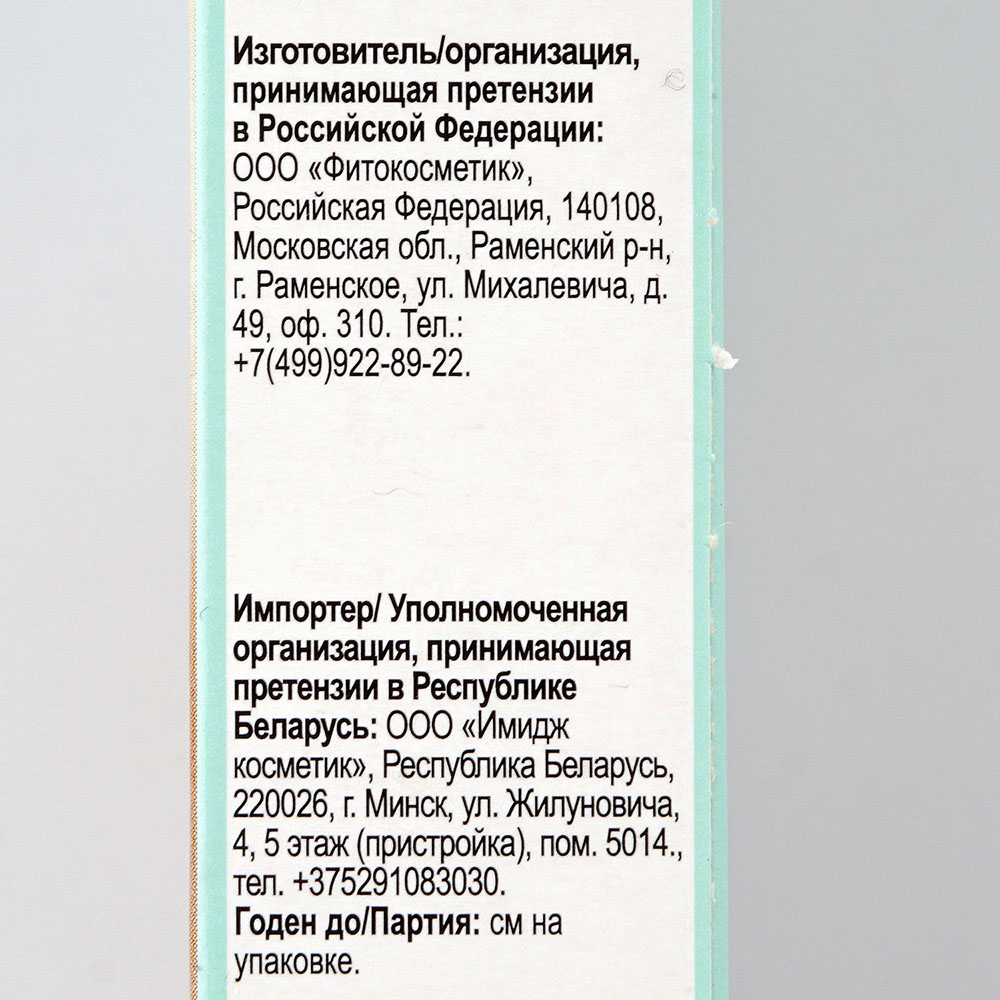 Изготовитель/организация,
принимающая претензии
в Российской Федерации:
ООО «Фитокосметик»,
Российская Федерация, 140108,
Московская обл., Раменский р-н,
г. Раменское, ул. Михалевича, д.
49, оф. 310. Тел.:
+7(499)922-89-22.
Импортер/ Уполномоченная
организация, принимающая
претензии в Республике
Беларусь: ООО «Имидж
косметик», Республика Беларусь,
220026, г. Минск, ул. Жилуновича,
4, 5 этаж (пристройка), пом. 5014.,
тел. +375291083030.
Годен до/Партия: см на
упаковке.